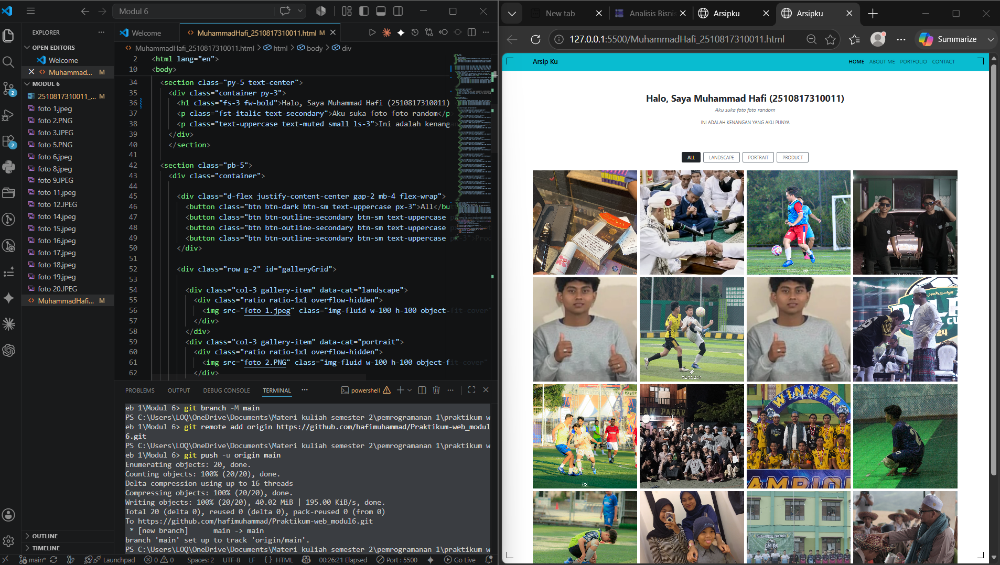 Modul 6
EXPLORER
OPEN EDITORS
Welcome
Muhammad... M
MODUL 6
2510817310011_... M
foto 1.jpeg
foto 2.PNG
foto 3.JPEG
foto 5.PNG
foto 6.jpeg
foto 8.jpeg
foto 9.JPEG
foto 11.jpeg
foto 12.JPEG
foto 14.jpeg
foto 15.jpeg
foto 16.jpeg
foto 17.jpeg
foto 18.jpeg
foto 19.jpeg
foto 20.JPEG
MuhammadHafi... M
OUTLINE
TIMELINE
2
2
Welcome
MuhammadHafi_2510817310011.html M
MuhammadHafi_2510817310011.html > html > body > div
2 <html lang="en">
10 <body>
34 <section class="py-5 text-center">
35 <div class="container py-3">
36 <h1 class="fs-3 fw-bold">Halo, Saya Muhammad Hafi (2510817310011)
37 <p class="fst-italic text-secondary">Aku suka foto foto random</p
38 <p class="text-uppercase text-muted small ls-3">Ini adalah kenangan
39 </div>
40 </section>
41
42 <section class="pb-5">
43 <div class="container">
44
45 <div class="d-flex justify-content-center gap-2 mb-4 flex-wrap">
46 <button class="btn btn-dark btn-sm text-uppercase px-3">All</but
47 <button class="btn btn-outline-secondary btn-sm text-uppercase p
48 <button class="btn btn-outline-secondary btn-sm text-uppercase p
49 <button class="btn btn-outline-secondary btn-sm text-uppercase px-3">Prod
50 </div>
51
52 <div class="row g-2" id="galleryGrid">
53
54 <div class="col-3 gallery-item" data-cat="landscape">
55 <div class="ratio ratio-1x1 overflow-hidden">
56 <img src="foto 1.jpeg" class="img-fluid w-100 h-100 object-fit-cover"
57 </div>
58 </div>
59 <div class="col-3 gallery-item" data-cat="portrait">
60 <div class="ratio ratio-1x1 overflow-hidden">
61 <img src="foto 2.PNG" class="img-fluid w-100 h-100 object-fit-cover"
62 </div>
PROBLEMS OUTPUT DEBUG CONSOLE TERMINAL ... powershell
eb 1\Modul 6> git branch -M main
PS C:\Users\LOQ\OneDrive\Documents\Materi kuliah semester 2\pemrogramanan 1\praktikum w
eb 1\Modul 6> git remote add origin https://github.com/hafimuhammad/Praktikum-web_modul
6.git
PS C:\Users\LOQ\OneDrive\Documents\Materi kuliah semester 2\pemrogramanan 1\praktikum w
eb 1\Modul 6> git push -u origin main
Enumerating objects: 20, done.
Counting objects: 100% (20/20), done.
Delta compression using up to 16 threads
Compressing objects: 100% (20/20), done.
Writing objects: 100% (20/20), 40.02 MiB | 195.00 KiB/s, done.
Total 20 (delta 0), reused 0 (delta 0), pack-reused 0 (from 0)
To https://github.com/hafimuhammad/Praktikum-web_modul6.git
* [new branch] main -> main
branch 'main' set up to track 'origin/main'.
PS C:\Users\LOQ\OneDrive\Documents\Materi kuliah semester 2\pemrogramanan 1\praktikum w
main* Launchpad 0 0 Spaces: 2 UTF-8 LF { } HTML 00:26:21 Elapsed Port : 5500 Go Live
New tab
Analisis Bisnis
Arsipku
Arsipku
127.0.0.1:5500/MuhammadHafi_2510817310011.html
Summarize
Arsip Ku
HOME ABOUT ME PORTFOLIO CONTACT
Halo, Saya Muhammad Hafi (2510817310011)
Aku suka foto foto random
INI ADALAH KENANGAN YANG AKU PUNYA
ALL LANDSCAPE PORTRAIT PRODUCT
DALPA
CUP
24
WINNER
AMPION
DALPA FUTSAL CUP 2023